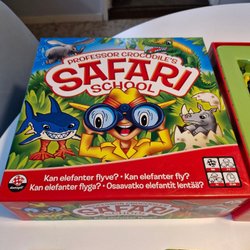 PROFESSOR CROCODILE'S
SAFARI
SCHOOL
Kan elefanter flyve? • Kan elefanter fly?
Kan elefanter flyga? • Osaavatko elefantit lentää?